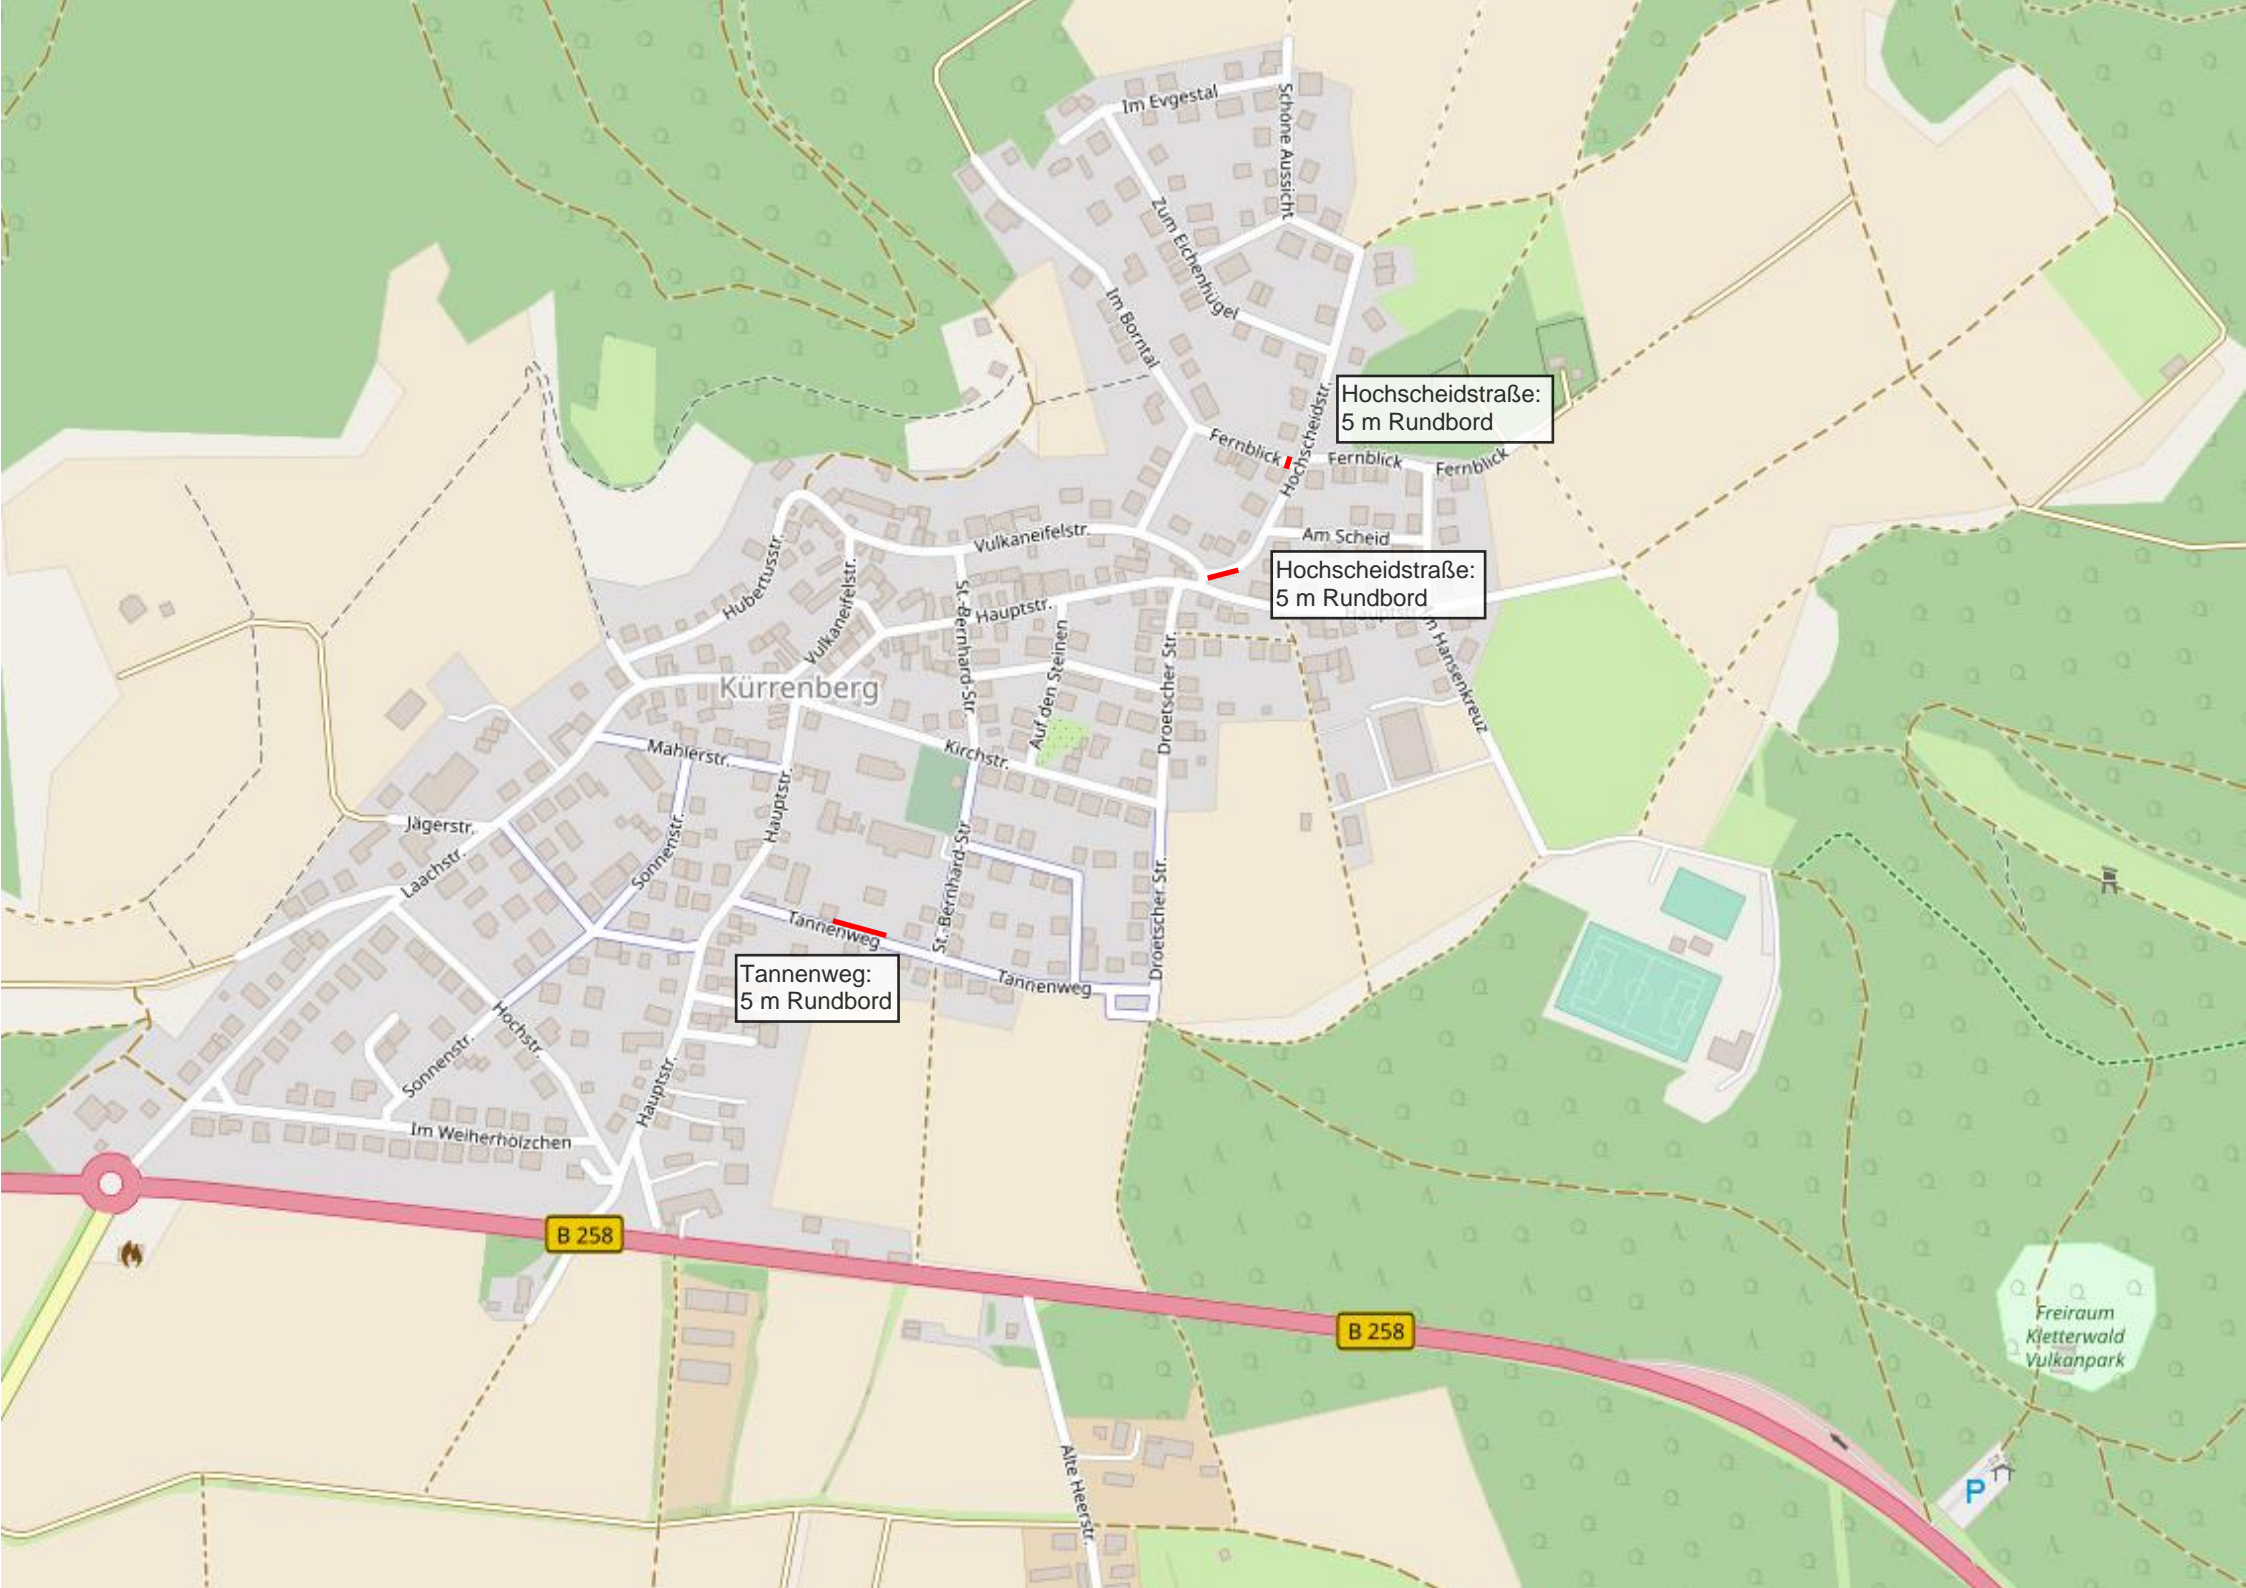 Im Evgestal
Schöne Aussicht
Zum Eichenhügel
Im Borntal
Hochscheidstr.
Hochscheidstraße:
5 m Rundbord
Fernblick
Fernblick
Fernblick
Hochscheidstr.
Vulkaneifelstr.
Am Scheid
Hubertusstr.
Vulkaneifelstr.
St.-Bernhard-Str.
Hauptstr.
Hochscheidstraße:
5 m Rundbord
Hauptstr.
Auf den Steinen
Droetscher Str.
m Hansenkreuz
Kürrenberg
Kirchstr.
Mahlerstr.
Hauptstr.
Jägerstr.
Laachstr.
Sonnenstr.
St.-Bernhard-Str.
Droetscher Str.
Tannenweg
Tannenweg:
5 m Rundbord
Tannenweg
Hochstr.
Sonnenstr.
Hauptstr.
Im Weiherhölzchen
B 258
B 258
Freiraum
Kletterwald
Vulkanpark
Alte Heerstr.
P